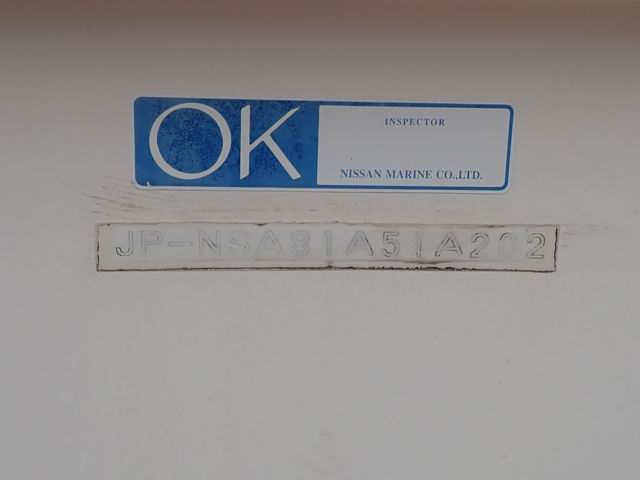 OK
INSPECTOR
NISSAN MARINE CO.,LTD.
JP-NSA81A51A202